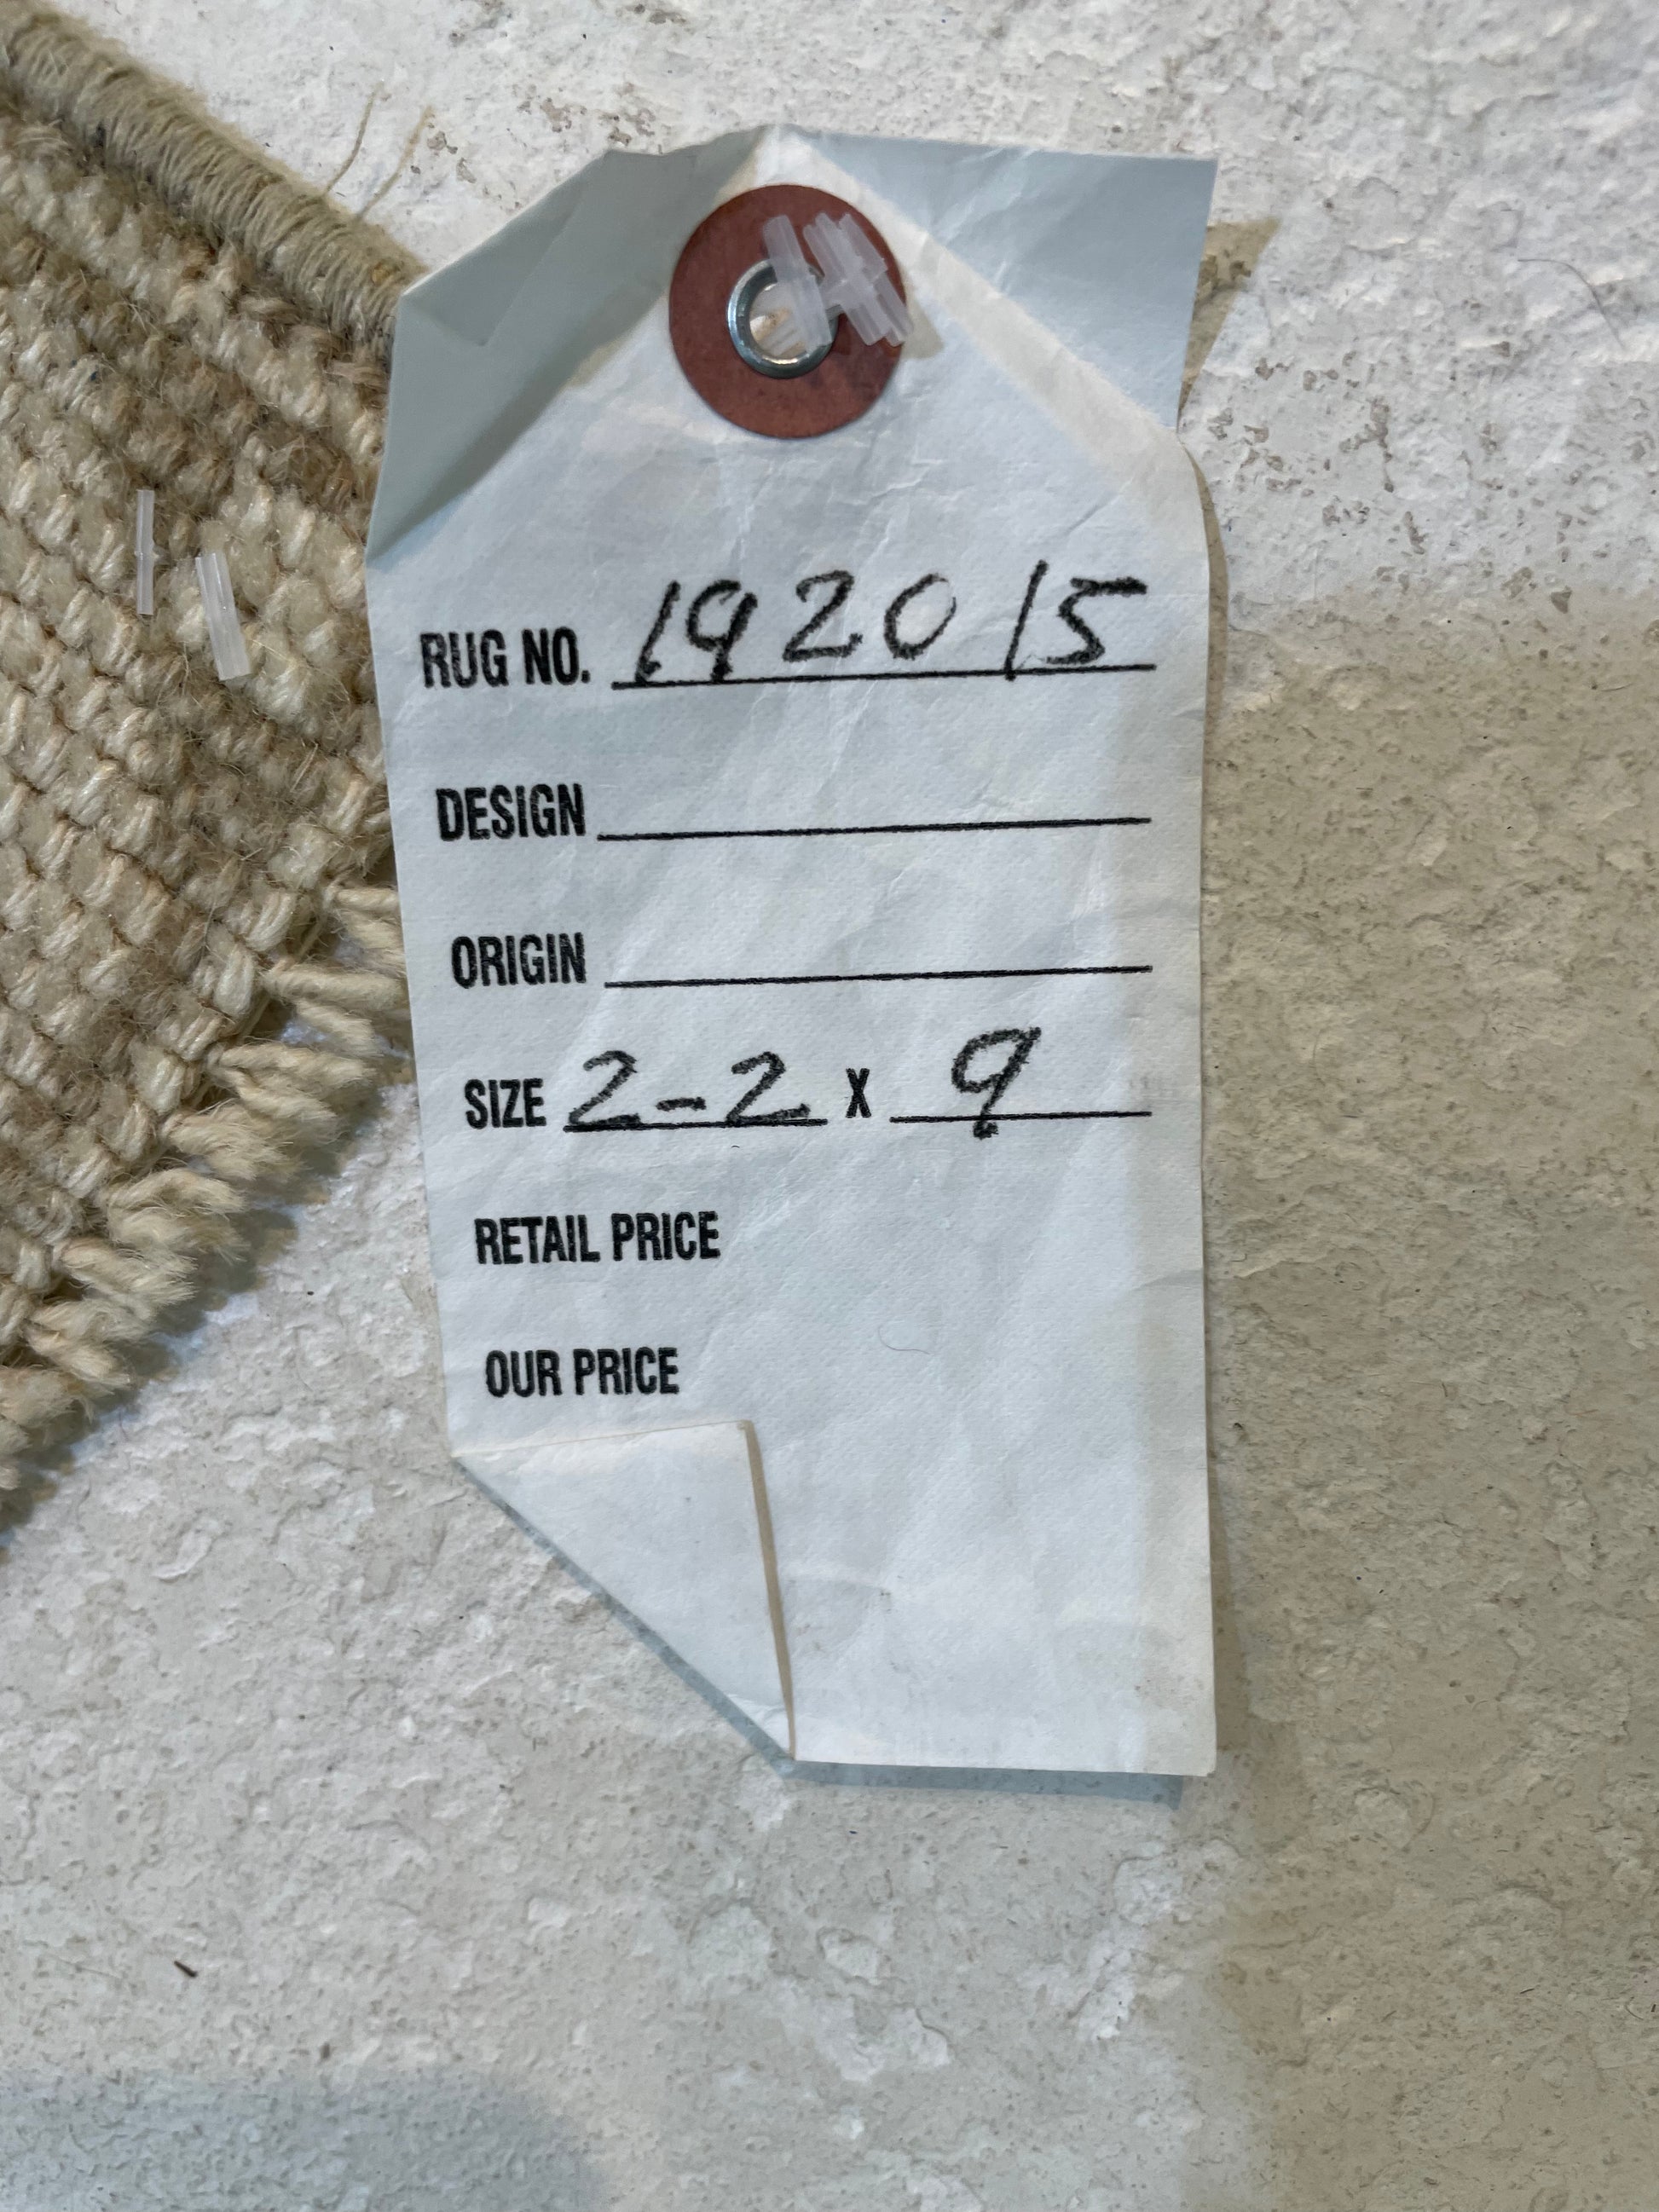 RUG NO. 192015
DESIGN
ORIGIN
SIZE 2-2 X 9
RETAIL PRICE
OUR PRICE